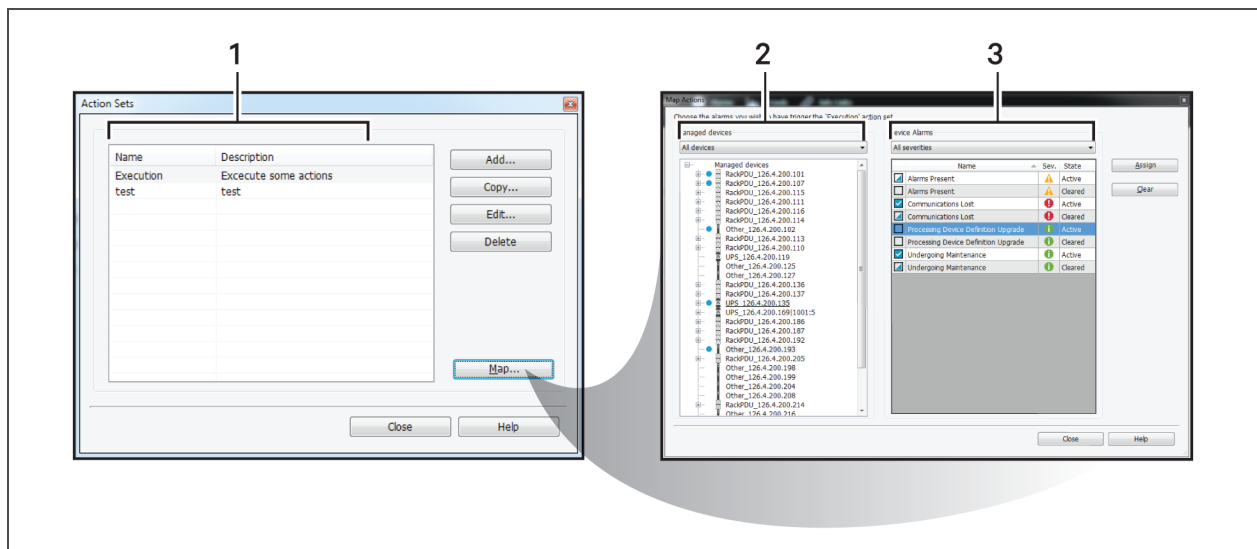 1
2
3
Action Sets
Name Description
Execution Excecute some actions
test test
Add...
Copy...
Edit...
Delete
Map...
Close Help
Map Actions
Choose the alarms you wish to have trigger the 'Execution' action set
anaged devices
All devices
Managed devices
RackPDU_126.4.200.101
RackPDU_126.4.200.107
RackPDU_126.4.200.115
RackPDU_126.4.200.111
RackPDU_126.4.200.116
RackPDU_126.4.200.114
Other_126.4.200.102
RackPDU_126.4.200.113
RackPDU_126.4.200.110
UPS_126.4.200.119
Other_126.4.200.125
Other_126.4.200.127
RackPDU_126.4.200.136
RackPDU_126.4.200.137
UPS_126.4.200.135
UPS_126.4.200.169|1001:5
RackPDU_126.4.200.186
RackPDU_126.4.200.187
RackPDU_126.4.200.192
Other_126.4.200.193
RackPDU_126.4.200.205
Other_126.4.200.198
Other_126.4.200.199
Other_126.4.200.204
Other_126.4.200.208
RackPDU_126.4.200.214
Other_126.4.200.216
evice Alarms
All severities
Name Sev. State
Alarms Present Active
Alarms Present Cleared
Communications Lost Active
Communications Lost Cleared
Processing Device Definition Upgrade Active
Processing Device Definition Upgrade Cleared
Undergoing Maintenance Active
Undergoing Maintenance Cleared
Assign
Clear
Close Help